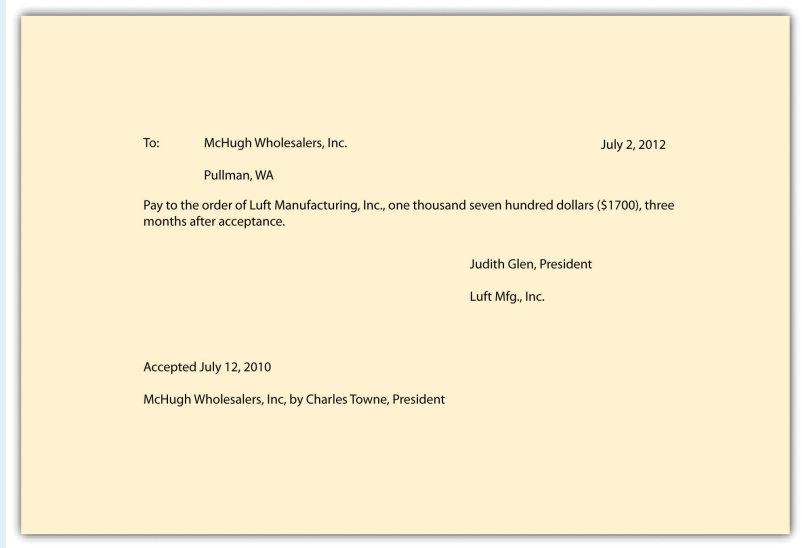 To: McHugh Wholesalers, Inc. July 2, 2012
Pullman, WA
Pay to the order of Luft Manufacturing, Inc., one thousand seven hundred dollars ($1700), three
months after acceptance.
Judith Glen, President
Luft Mfg., Inc.
Accepted July 12, 2010
McHugh Wholesalers, Inc, by Charles Towne, President